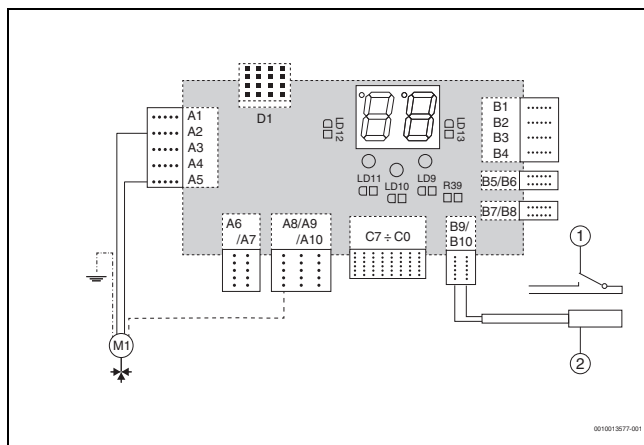 D1
88
LD12
LD13
A1
A2
A3
A4
A5
B1
B2
B3
B4
LD11
LD10
LD9
R39
B5/B6
B7/B8
A6
/A7
A8/A9
/A10
C7 ÷ C0
B9/
B10
1
M1
2
0010013577-001